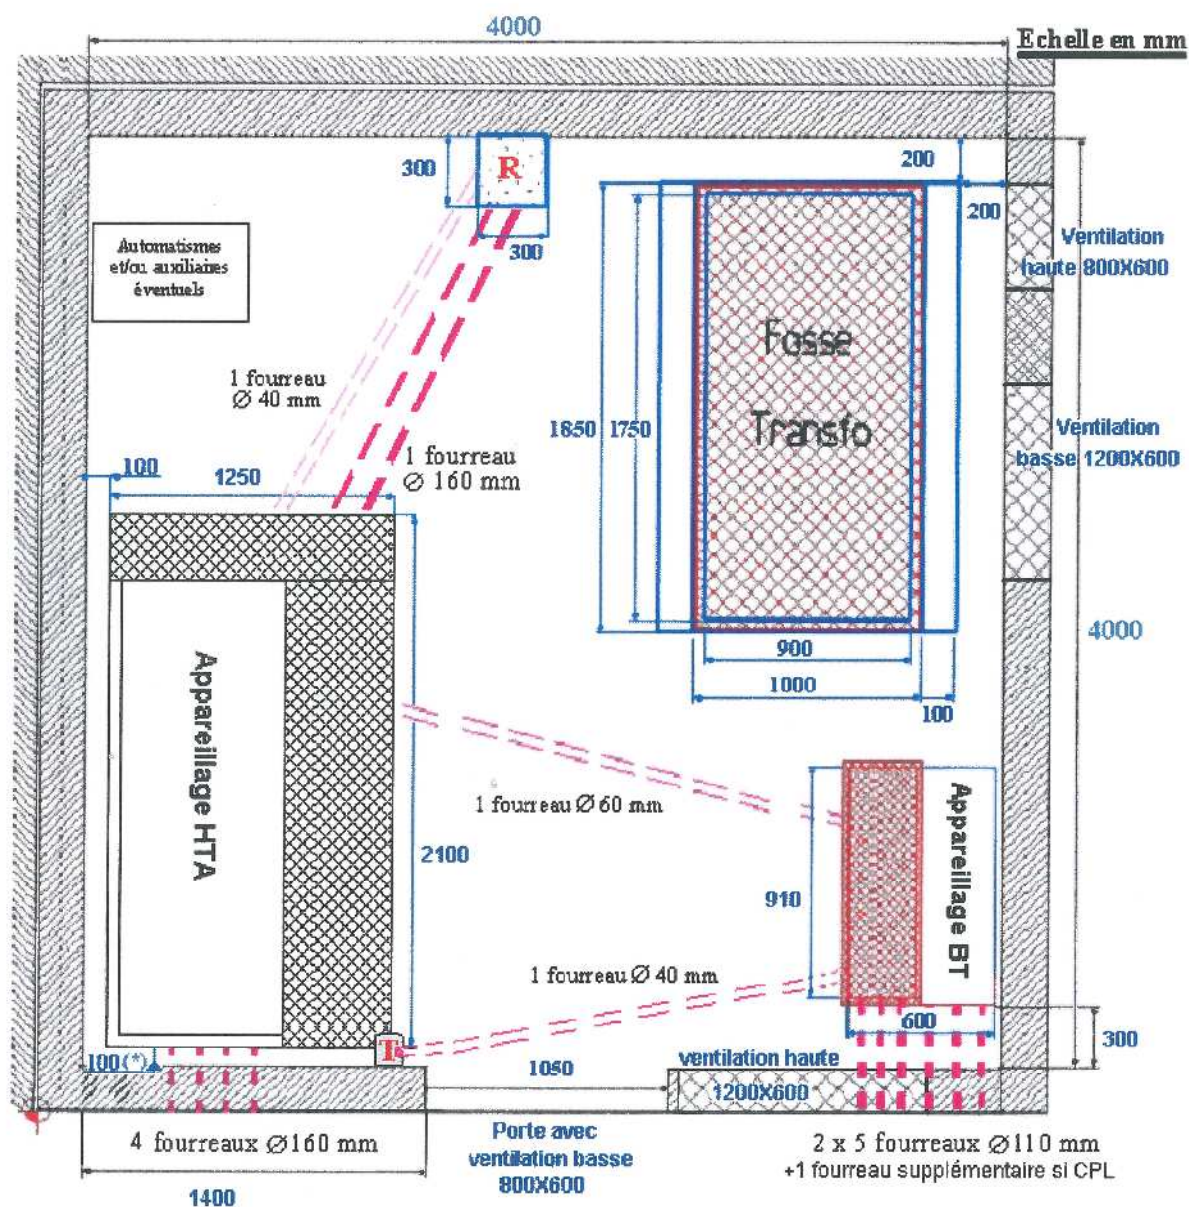 4000
Echelle en mm
300
R
200
200
300
Automatismes
et/ou auxiliaires
éventuels
Ventilation
haute 800X600
Fosse
Transfo
1 fourreau
Ø 40 mm
1850
1750
Ventilation
basse 1200X600
1 fourreau
Ø 160 mm
100
1250
4000
900
1000
100
Appareillage HTA
1 fourreau Ø 60 mm
2100
910
Appareillage BT
1 fourreau Ø 40 mm
600
300
T
100(*)
1050
ventilation haute
1200X600
4 fourreaux Ø160 mm
Porte avec
ventilation basse
800X600
2 x 5 fourreaux Ø110 mm
+1 fourreau supplémentaire si CPL
1400